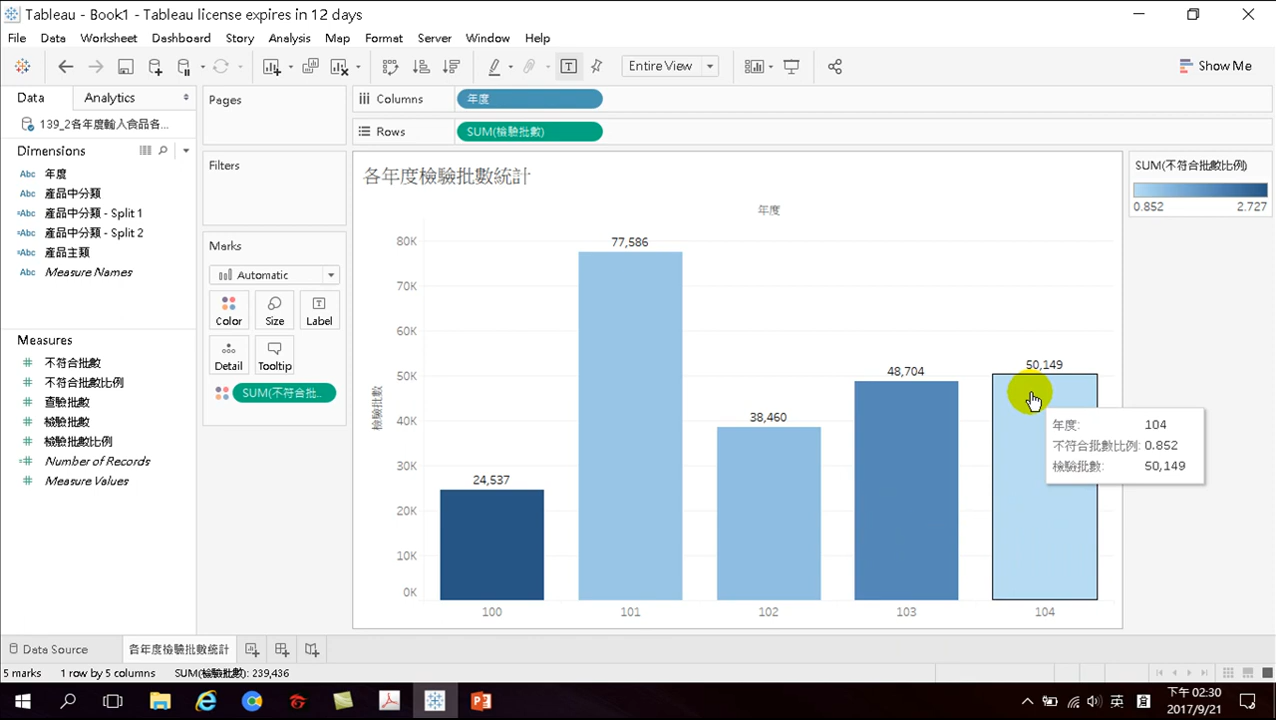 Tableau - Book1 - Tableau license expires in 12 days
File Data Worksheet Dashboard Story Analysis Map Format Server Window Help
Entire View
Show Me
Data Analytics
139_2各年度輸入食品各...
Dimensions
Abc 年度
Abc 產品中分類
=Abc 產品中分類 - Split 1
=Abc 產品中分類 - Split 2
=Abc 產品主類
Abc Measure Names
Measures
# 不符合批數
# 不符合批數比例
# 查驗批數
# 檢驗批數
# 檢驗批數比例
=# Number of Records
# Measure Values
Pages
Filters
Marks
Automatic
Color Size Label
Detail Tooltip
SUM(不符合批..
Columns 年度
Rows SUM(檢驗批數)
各年度檢驗批數統計
年度
檢驗批數
80K
70K
60K
50K
40K
30K
20K
10K
0K
24,537
77,586
38,460
48,704
50,149
100 101 102 103 104
年度: 104
不符合批數比例: 0.852
檢驗批數: 50,149
SUM(不符合批數比例)
0.852 2.727
Data Source 各年度檢驗批數統計
5 marks 1 row by 5 columns SUM(檢驗批數): 239,436
英
下午 02:30
2017/9/21